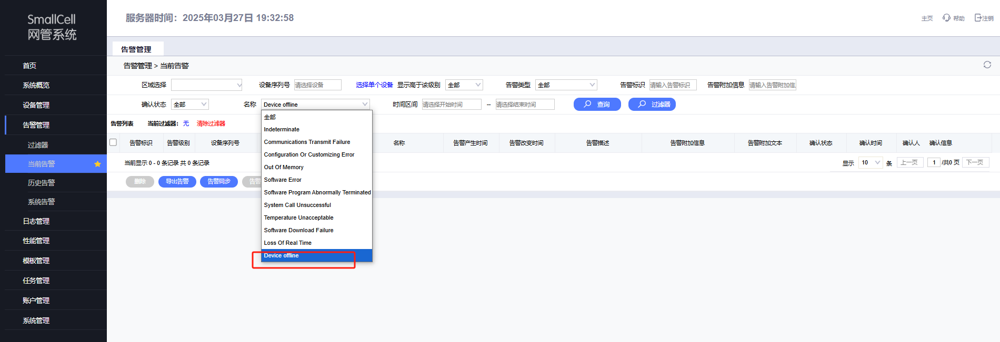 SmallCell
网管系统
服务器时间：2025年03月27日 19:32:58
主页 帮助 注销
首页
系统概览
设备管理
告警管理
过滤器
当前告警
历史告警
系统告警
日志管理
性能管理
模板管理
任务管理
账户管理
系统管理
告警管理
告警管理 > 当前告警
区域选择 设备序列号 请选择设备 选择单个设备 显示高于该级别 全部 告警类型 全部 告警标识 请输入告警标识 告警附加信息 请输入告警附加信息
确认状态 全部 名称 Device offline 时间区间 请选择开始时间 -- 请选择结束时间 查询 过滤器
全部
Indeterminate
Communications Transmit Failure
Configuration Or Customizing Error
Out Of Memory
Software Error
Software Program Abnormally Terminated
System Call Unsuccessful
Temperature Unacceptable
Software Download Failure
Loss Of Real Time
Device offline
告警列表 当前过滤器: 无 清除过滤器
告警标识 告警级别 设备序列号 名称 告警产生时间 告警改变时间 告警描述 告警附加信息 告警附加文本 确认状态 确认时间 确认人 确认信息
当前显示 0 - 0 条记录 共 0 条记录 显示 10 条 上一页 1 /共0 页 下一页
删除 导出告警 告警同步 告警